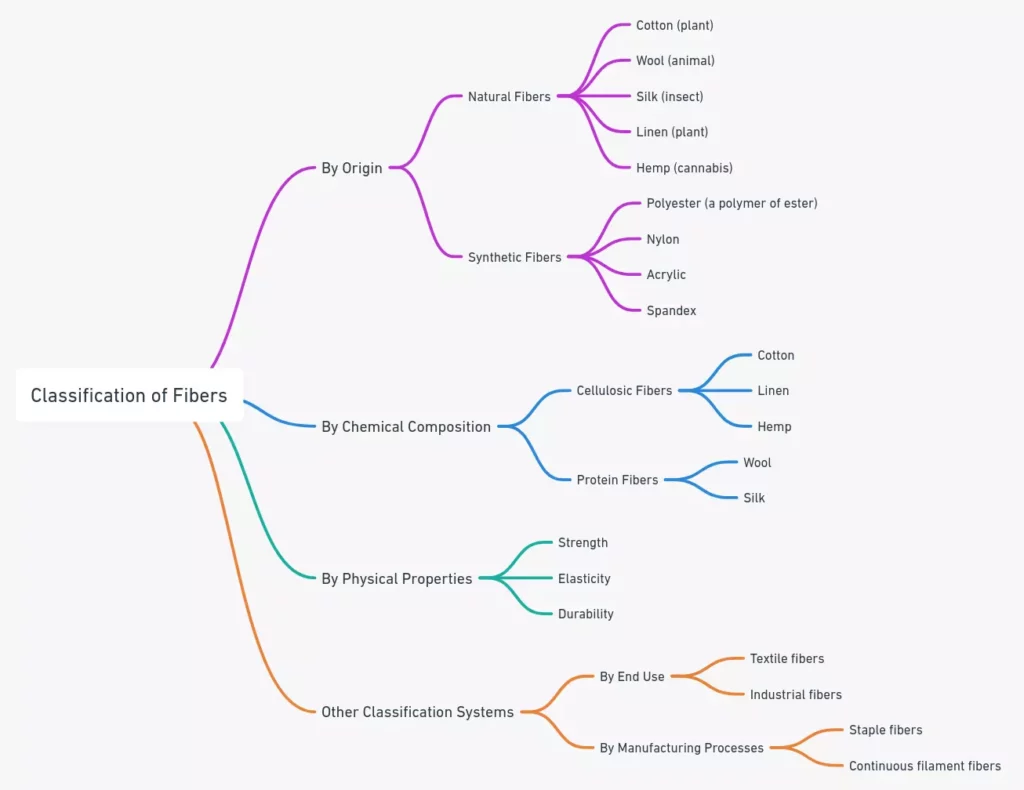 Classification of Fibers
By Origin
Natural Fibers
Cotton (plant)
Wool (animal)
Silk (insect)
Linen (plant)
Hemp (cannabis)
Synthetic Fibers
Polyester (a polymer of ester)
Nylon
Acrylic
Spandex
By Chemical Composition
Cellulosic Fibers
Cotton
Linen
Hemp
Protein Fibers
Wool
Silk
By Physical Properties
Strength
Elasticity
Durability
Other Classification Systems
By End Use
Textile fibers
Industrial fibers
By Manufacturing Processes
Staple fibers
Continuous filament fibers